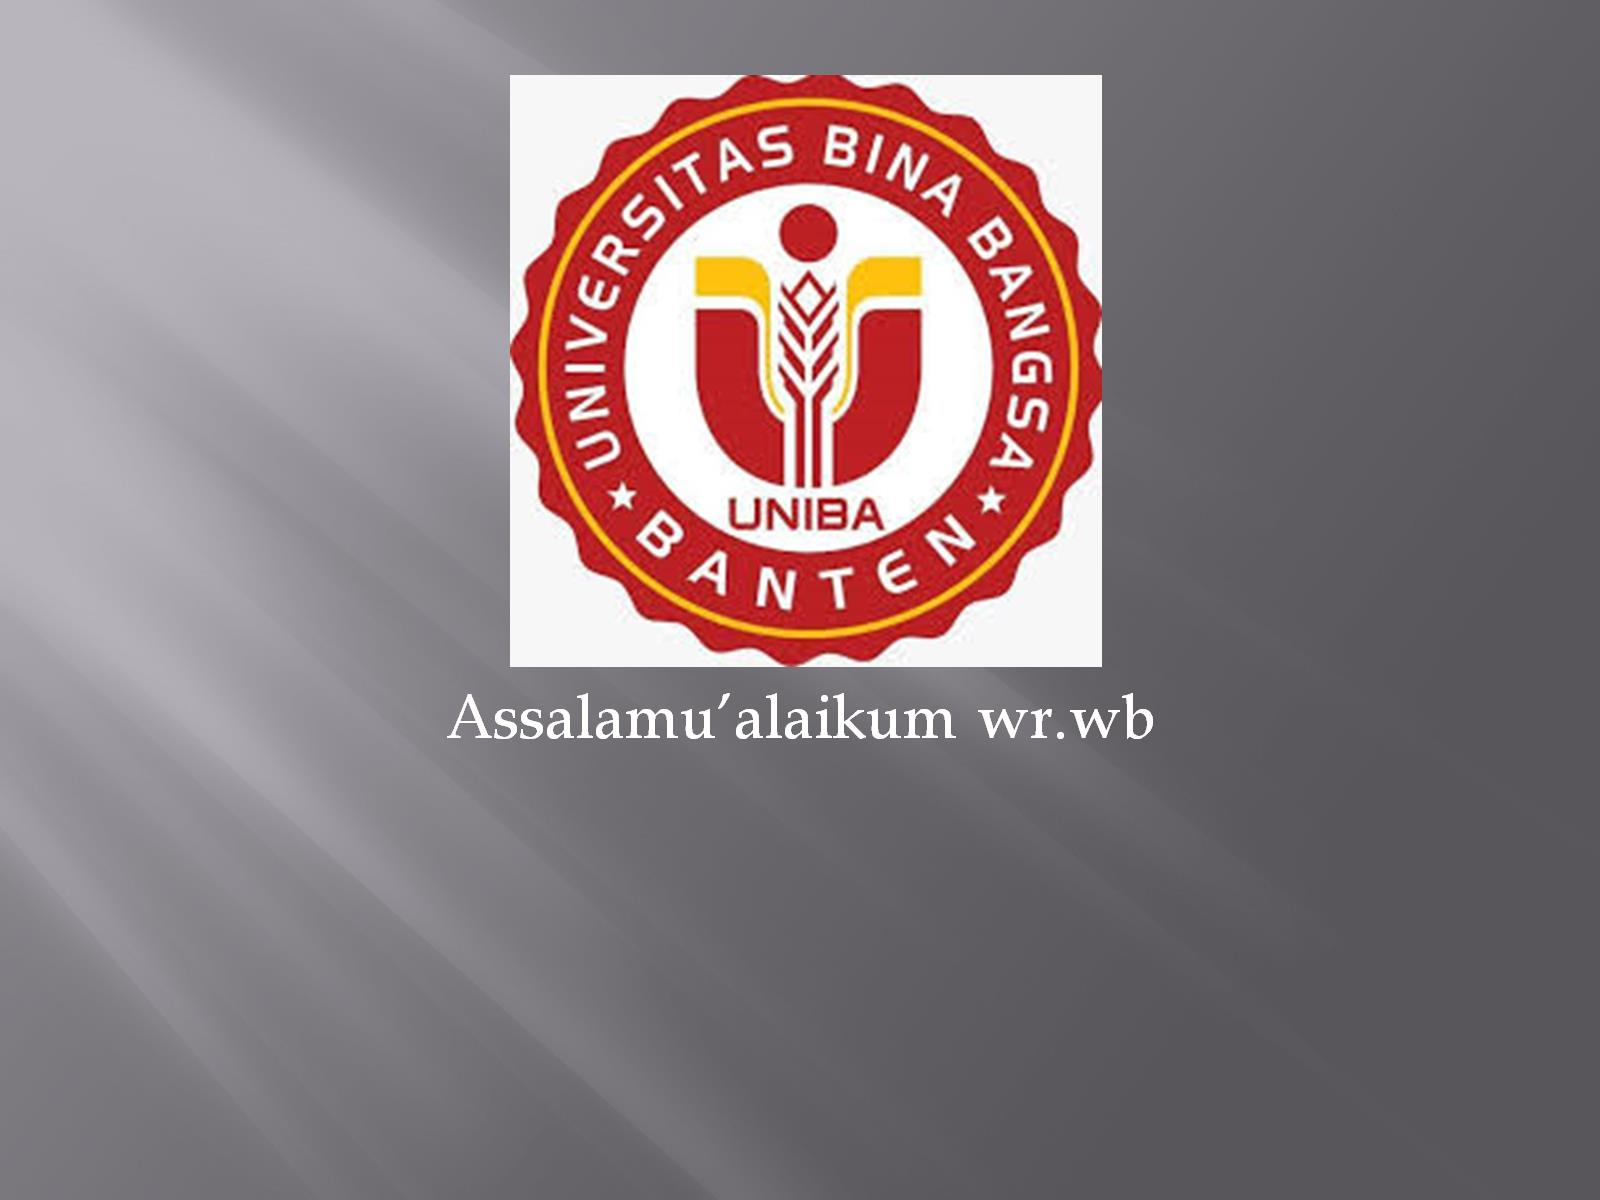 UNIVERSITAS BINA BANGSA
UNIBA
BANTEN
Assalamu’alaikum wr.wb